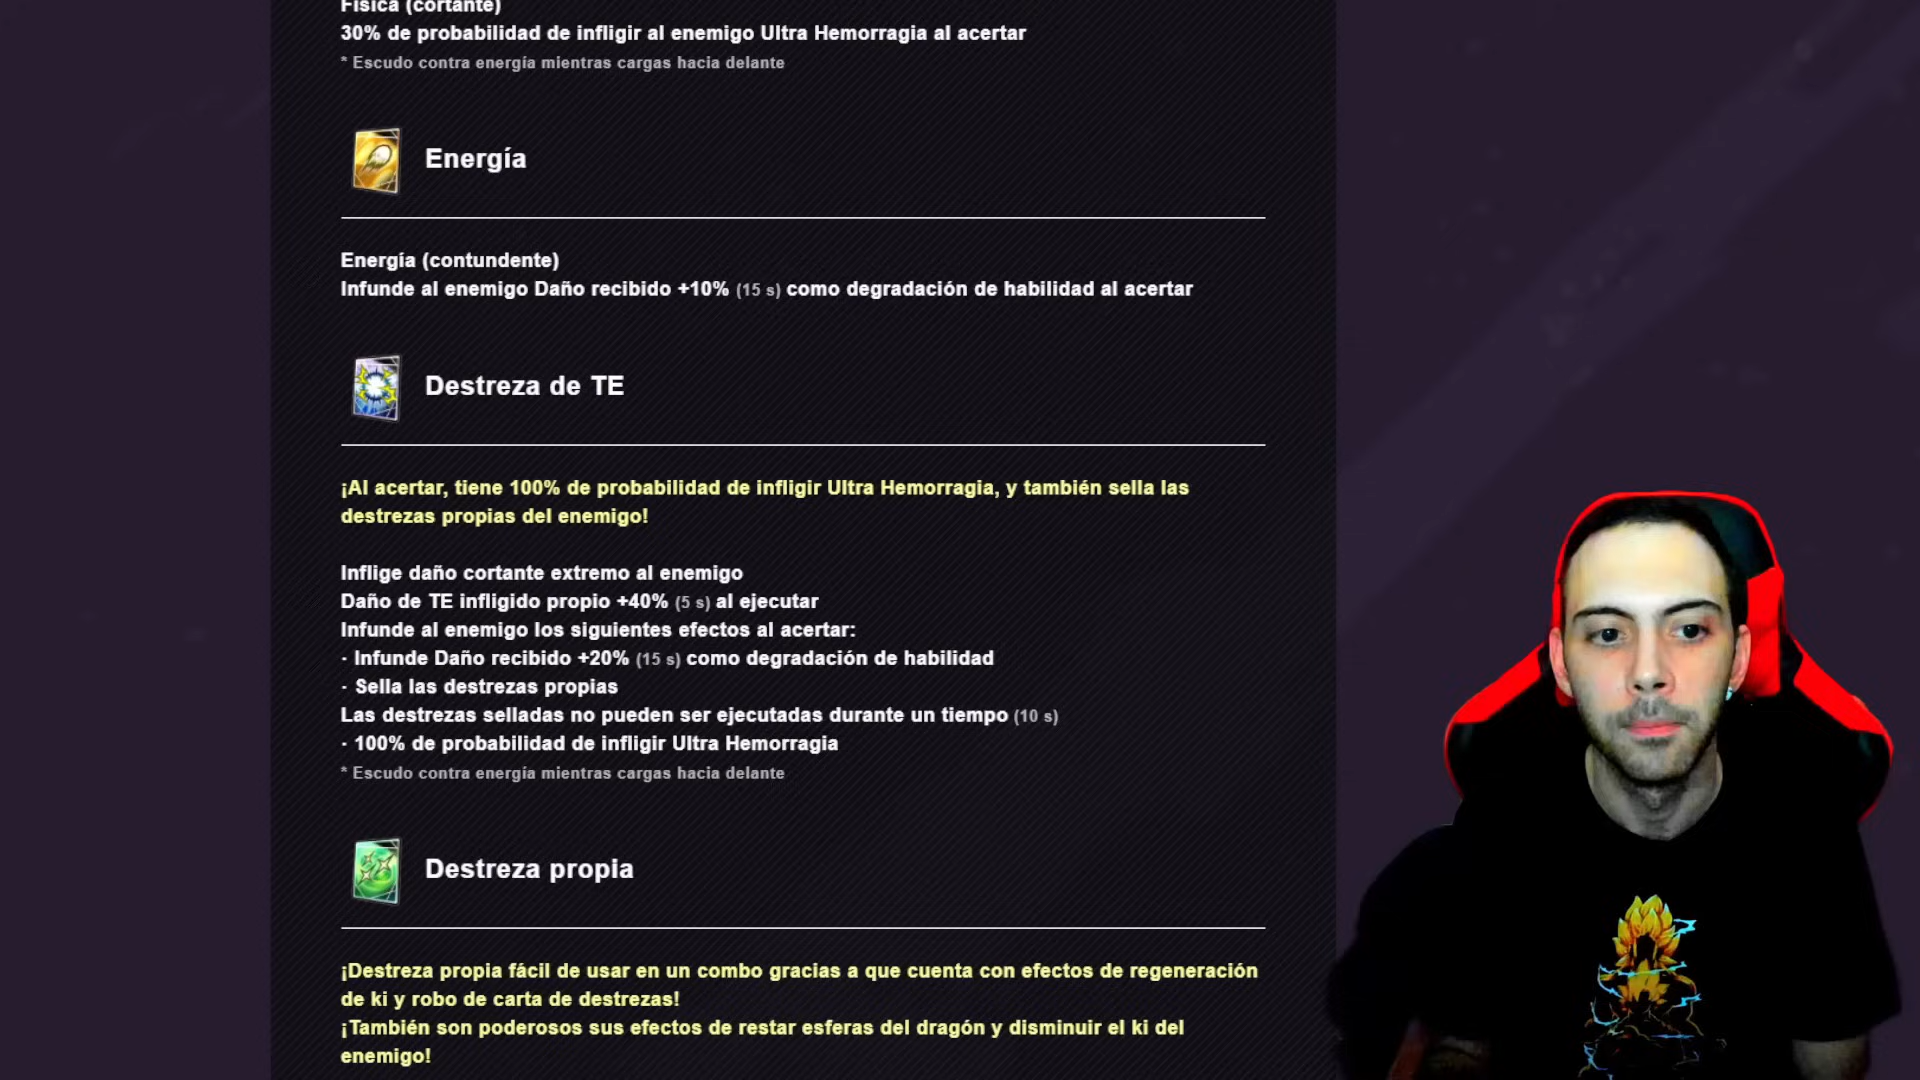 Física (cortante)
30% de probabilidad de infligir al enemigo Ultra Hemorragia al acertar
* Escudo contra energía mientras cargas hacia delante
Energía
Energía (contundente)
Infunde al enemigo Daño recibido +10% (15 s) como degradación de habilidad al acertar
Destreza de TE
¡Al acertar, tiene 100% de probabilidad de infligir Ultra Hemorragia, y también sella las
destrezas propias del enemigo!
Inflige daño cortante extremo al enemigo
Daño de TE infligido propio +40% (5 s) al ejecutar
Infunde al enemigo los siguientes efectos al acertar:
· Infunde Daño recibido +20% (15 s) como degradación de habilidad
· Sella las destrezas propias
Las destrezas selladas no pueden ser ejecutadas durante un tiempo (10 s)
· 100% de probabilidad de infligir Ultra Hemorragia
* Escudo contra energía mientras cargas hacia delante
Destreza propia
¡Destreza propia fácil de usar en un combo gracias a que cuenta con efectos de regeneración
de ki y robo de carta de destrezas!
¡También son poderosos sus efectos de restar esferas del dragón y disminuir el ki del
enemigo!